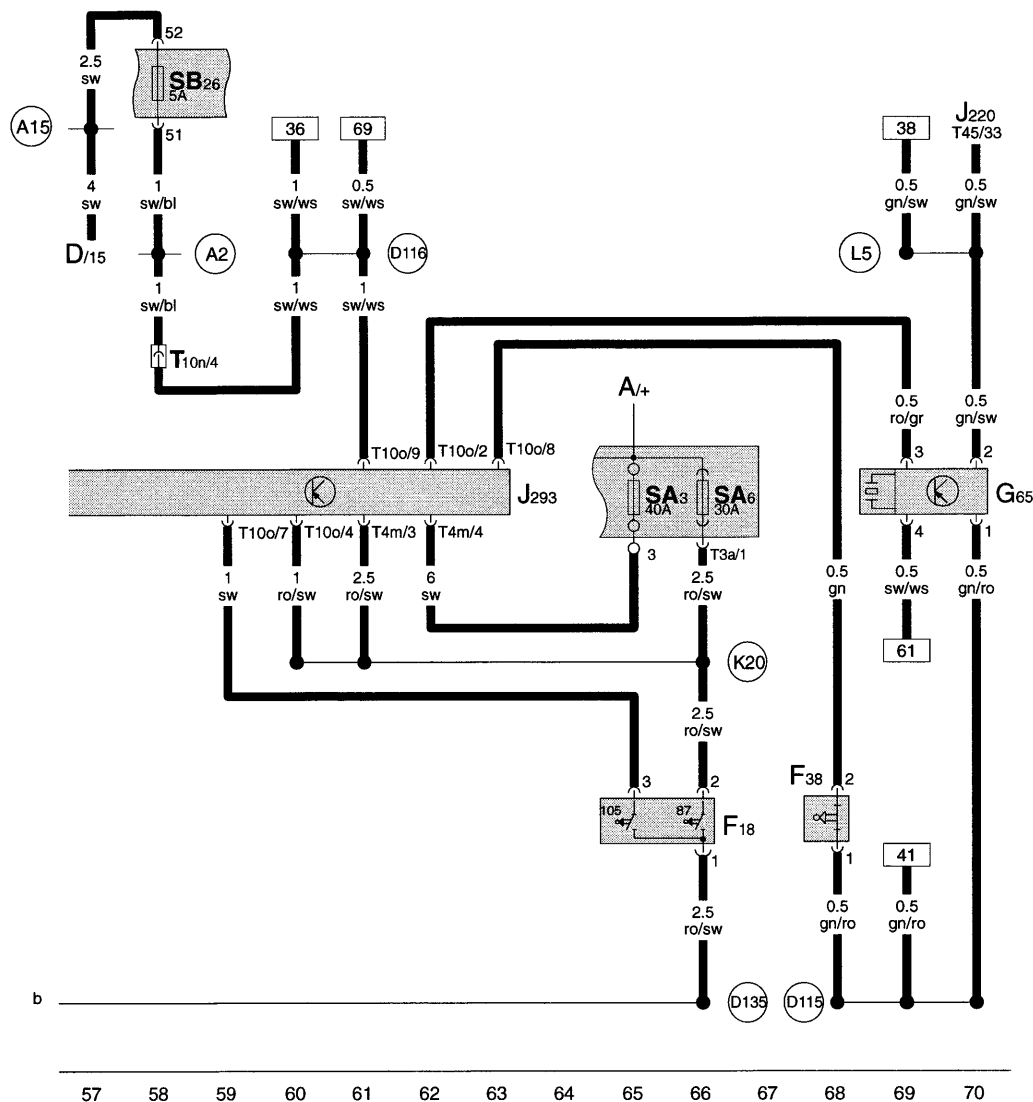 52
2.5
sw
SB26
5A
A15
51
36
69
38
J220
T45/33
4
sw
1
sw/bl
1
sw/ws
0.5
sw/ws
0.5
gn/sw
0.5
gn/sw
D/15
A2
D116
L5
1
sw/bl
1
sw/ws
1
sw/ws
T10n/4
A/+
0.5
ro/gr
0.5
gn/sw
T10o/9
T10o/2
T10o/8
3
2
J293
SA3
40A
SA6
30A
G65
T10o/7
T10o/4
T4m/3
T4m/4
3
T3a/1
4
1
1
sw
1
ro/sw
2.5
ro/sw
6
sw
2.5
ro/sw
0.5
gn
0.5
sw/ws
0.5
gn/ro
61
K20
2.5
ro/sw
3
2
F38
2
105
87
F18
1
1
41
2.5
ro/sw
0.5
gn/ro
0.5
gn/ro
b
D135
D115
57 58 59 60 61 62 63 64 65 66 67 68 69 70